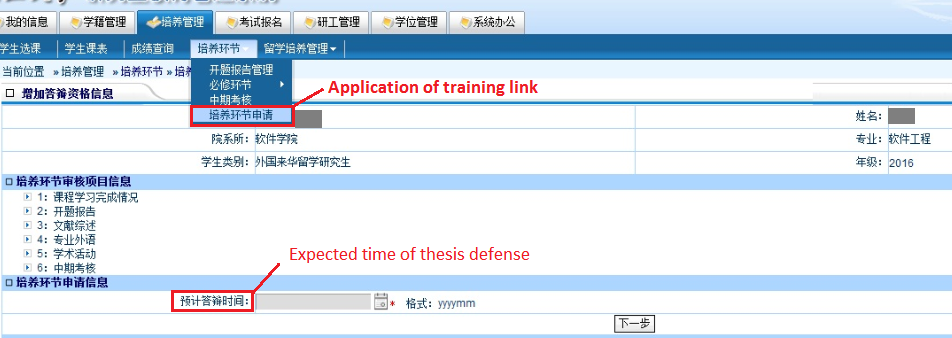 我的信息 学籍管理 培养管理 考试报名 研工管理 学位管理 系统办公
学生选课 学生课表 成绩查询 培养环节 留学培养管理
当前位置 »培养管理 »培养环节 »培养
开题报告管理
必修环节
中期考核
培养环节申请
Application of training link
增加答辩资格信息
姓名:
院系所: 软件学院 专业: 软件工程
学生类别: 外国来华留学研究生 年级: 2016
培养环节审核项目信息
1: 课程学习完成情况
2: 开题报告
3: 文献综述
4: 专业外语
5: 学术活动
6: 中期考核
Expected time of thesis defense
培养环节申请信息
预计答辩时间: * 格式: yyyymm
下一步